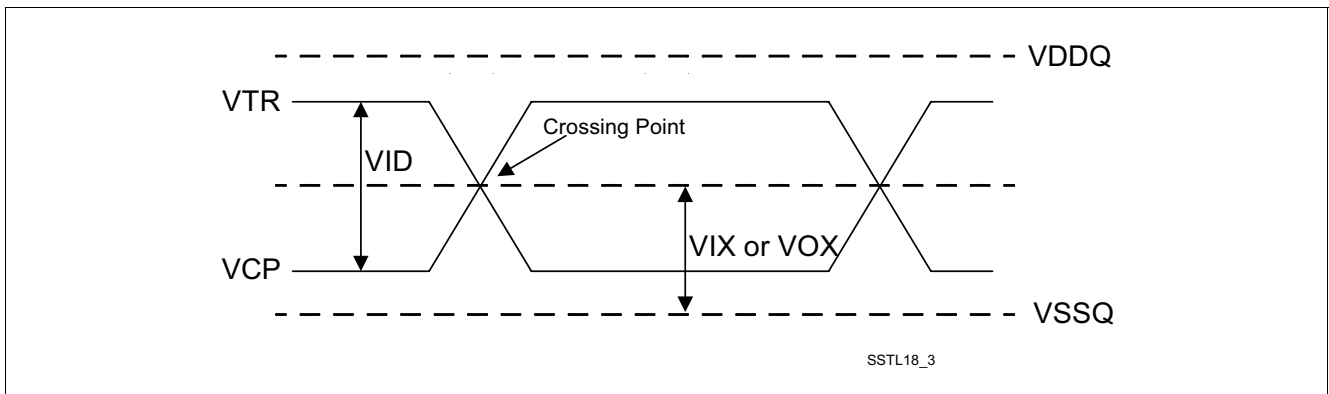 VDDQ
VTR
Crossing Point
VID
VIX or VOX
VCP
VSSQ
SSTL18_3